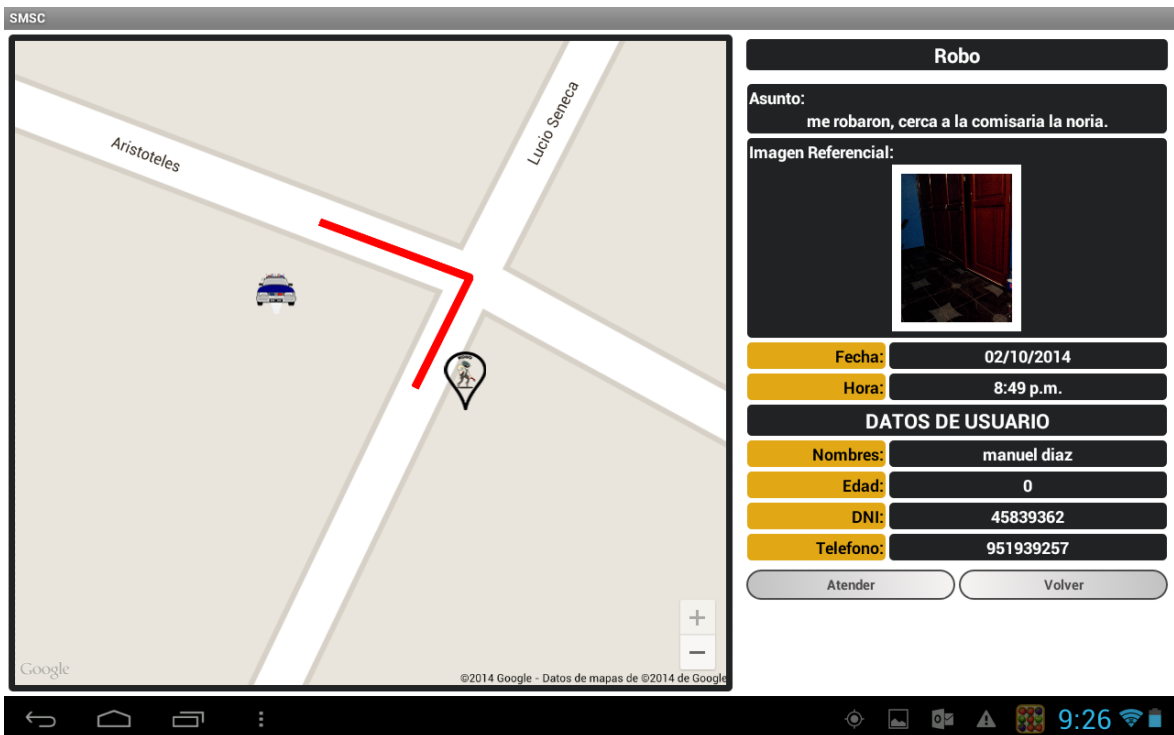 SMSC
Aristoteles
Lucio Seneca
ROBO
Google
©2014 Google - Datos de mapas de ©2014 de Google
Robo
Asunto:
me robaron, cerca a la comisaria la noria.
Imagen Referencial:
Fecha: 02/10/2014
Hora: 8:49 p.m.
DATOS DE USUARIO
Nombres: manuel diaz
Edad: 0
DNI: 45839362
Telefono: 951939257
Atender Volver
9:26